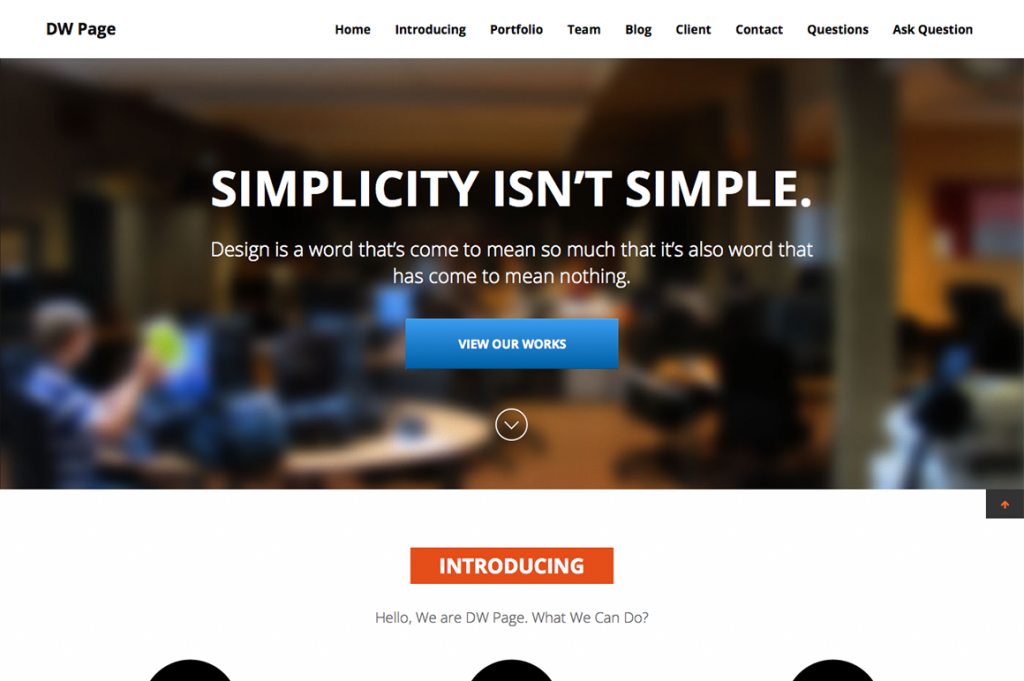 DW Page
Home Introducing Portfolio Team Blog Client Contact Questions Ask Question
SIMPLICITY ISN’T SIMPLE.
Design is a word that’s come to mean so much that it’s also word that
has come to mean nothing.
VIEW OUR WORKS
INTRODUCING
Hello, We are DW Page. What We Can Do?